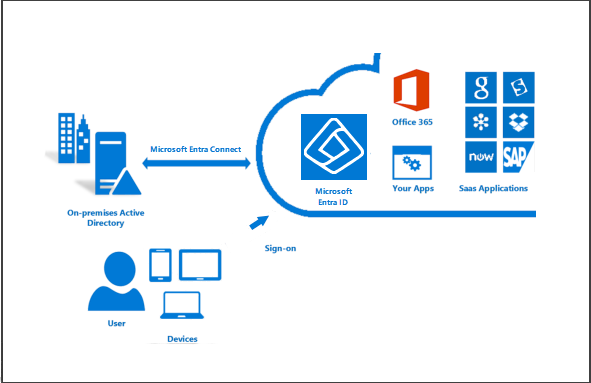 Office 365
Microsoft Entra Connect
Microsoft
Entra ID
Your Apps
Saas Applications
g
now
SAP
On-premises Active
Directory
Sign-on
User
Devices